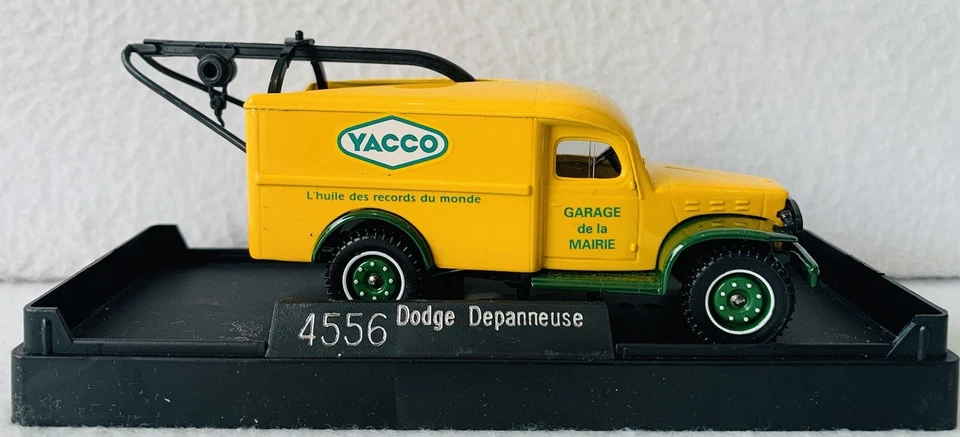 YACCO
L'huile des records du monde
GARAGE
de la
MAIRIE
4556 Dodge Depanneuse